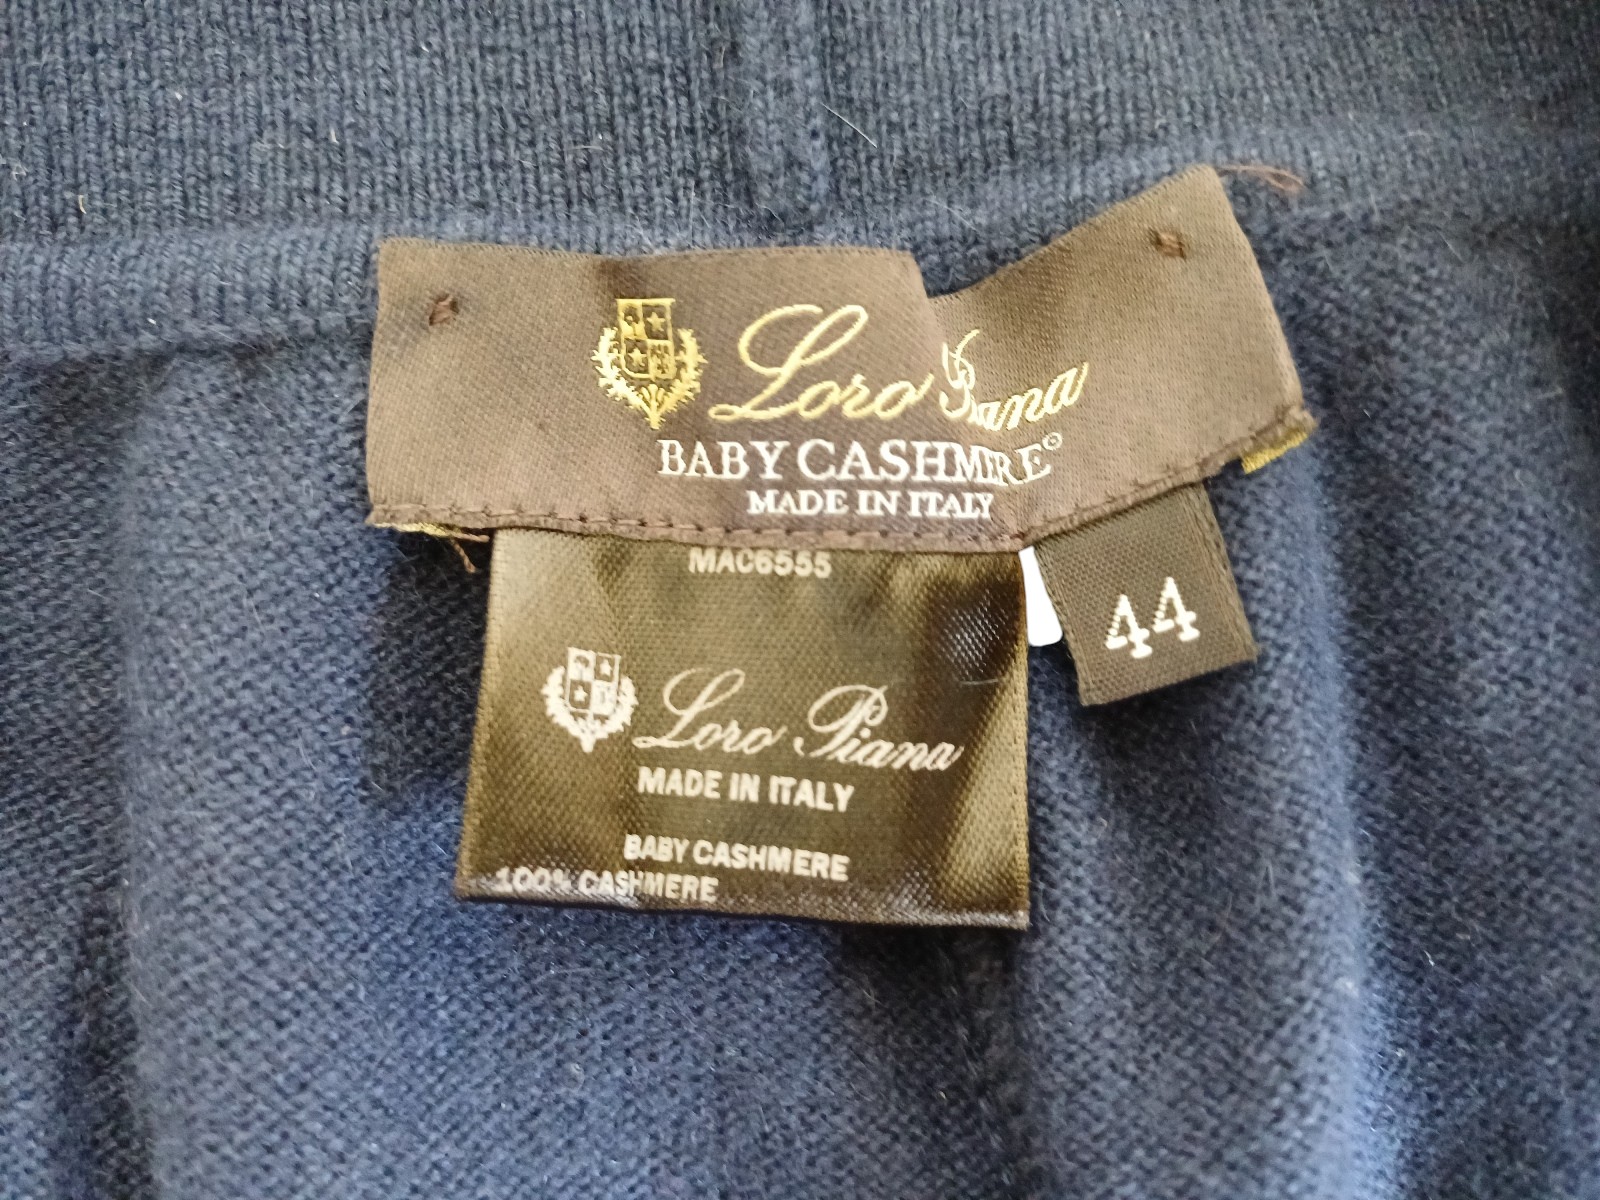 Loro Piana
BABY CASHMERE®
MADE IN ITALY
MAC6555
44
Loro Piana
MADE IN ITALY
BABY CASHMERE
100% CASHMERE